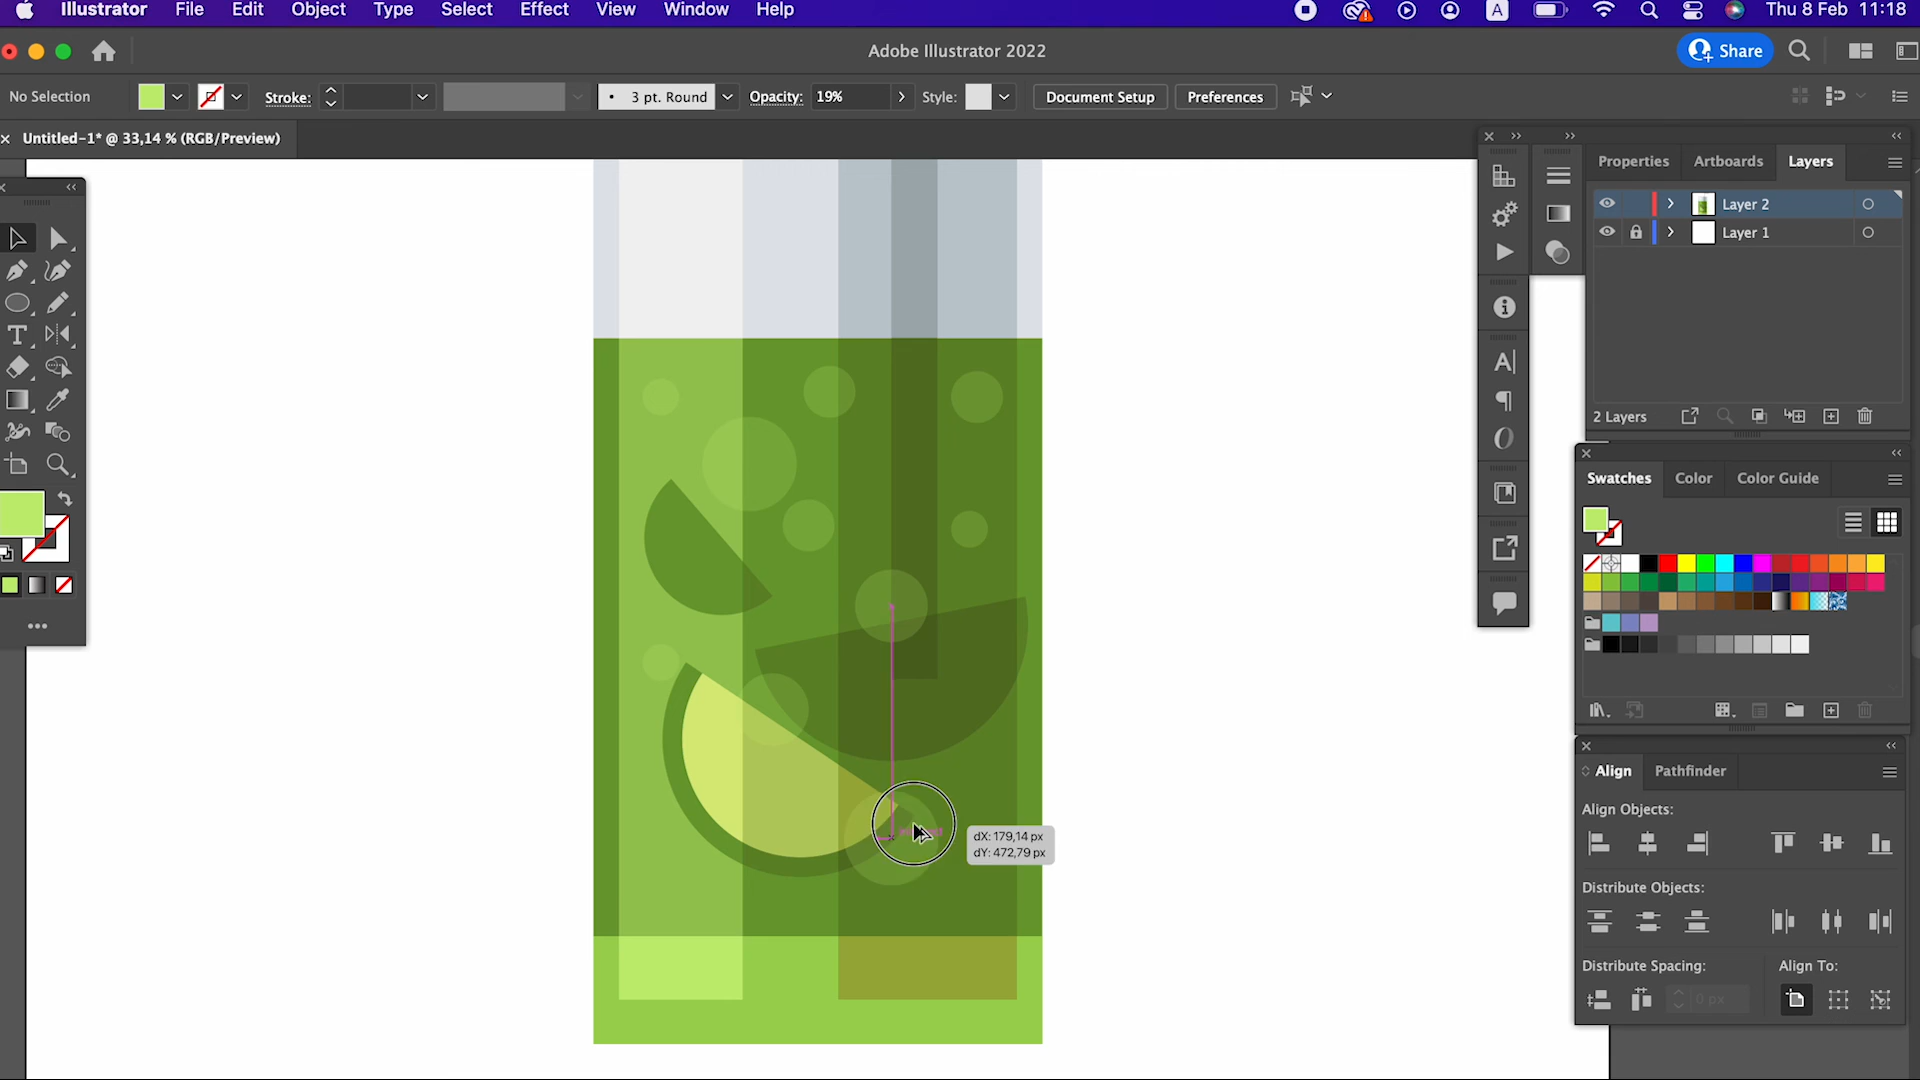 Illustrator File Edit Object Type Select Effect View Window Help
A Thu 8 Feb 11:18
Adobe Illustrator 2022
Share
No Selection
Stroke:
3 pt. Round
Opacity: 19%
Style:
Document Setup
Preferences
Untitled-1* @ 33,14 % (RGB/Preview)
Properties Artboards Layers
Layer 2
Layer 1
2 Layers
Swatches Color Color Guide
Align Pathfinder
Align Objects:
Distribute Objects:
Distribute Spacing: Align To:
0 px
dX: 179,14 px
dY: 472,79 px